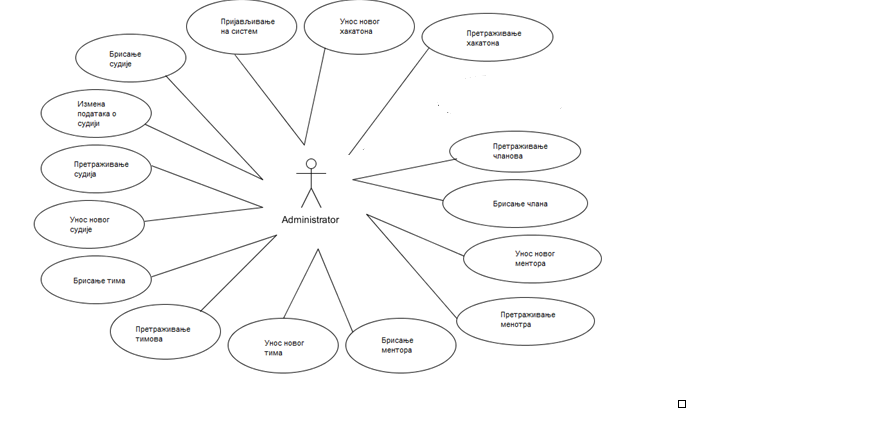 Пријављивање
на систем
Унос новог
хакатона
Претраживање
хакатона
Брисање
судије
Измена
података о
судији
Претраживање
судија
Унос новог
судије
Брисање тима
Претраживање
тимова
Унос новог
тима
Брисање
ментора
Претраживање
менотра
Унос новог
ментора
Брисање члана
Претраживање
чланова
Administrator